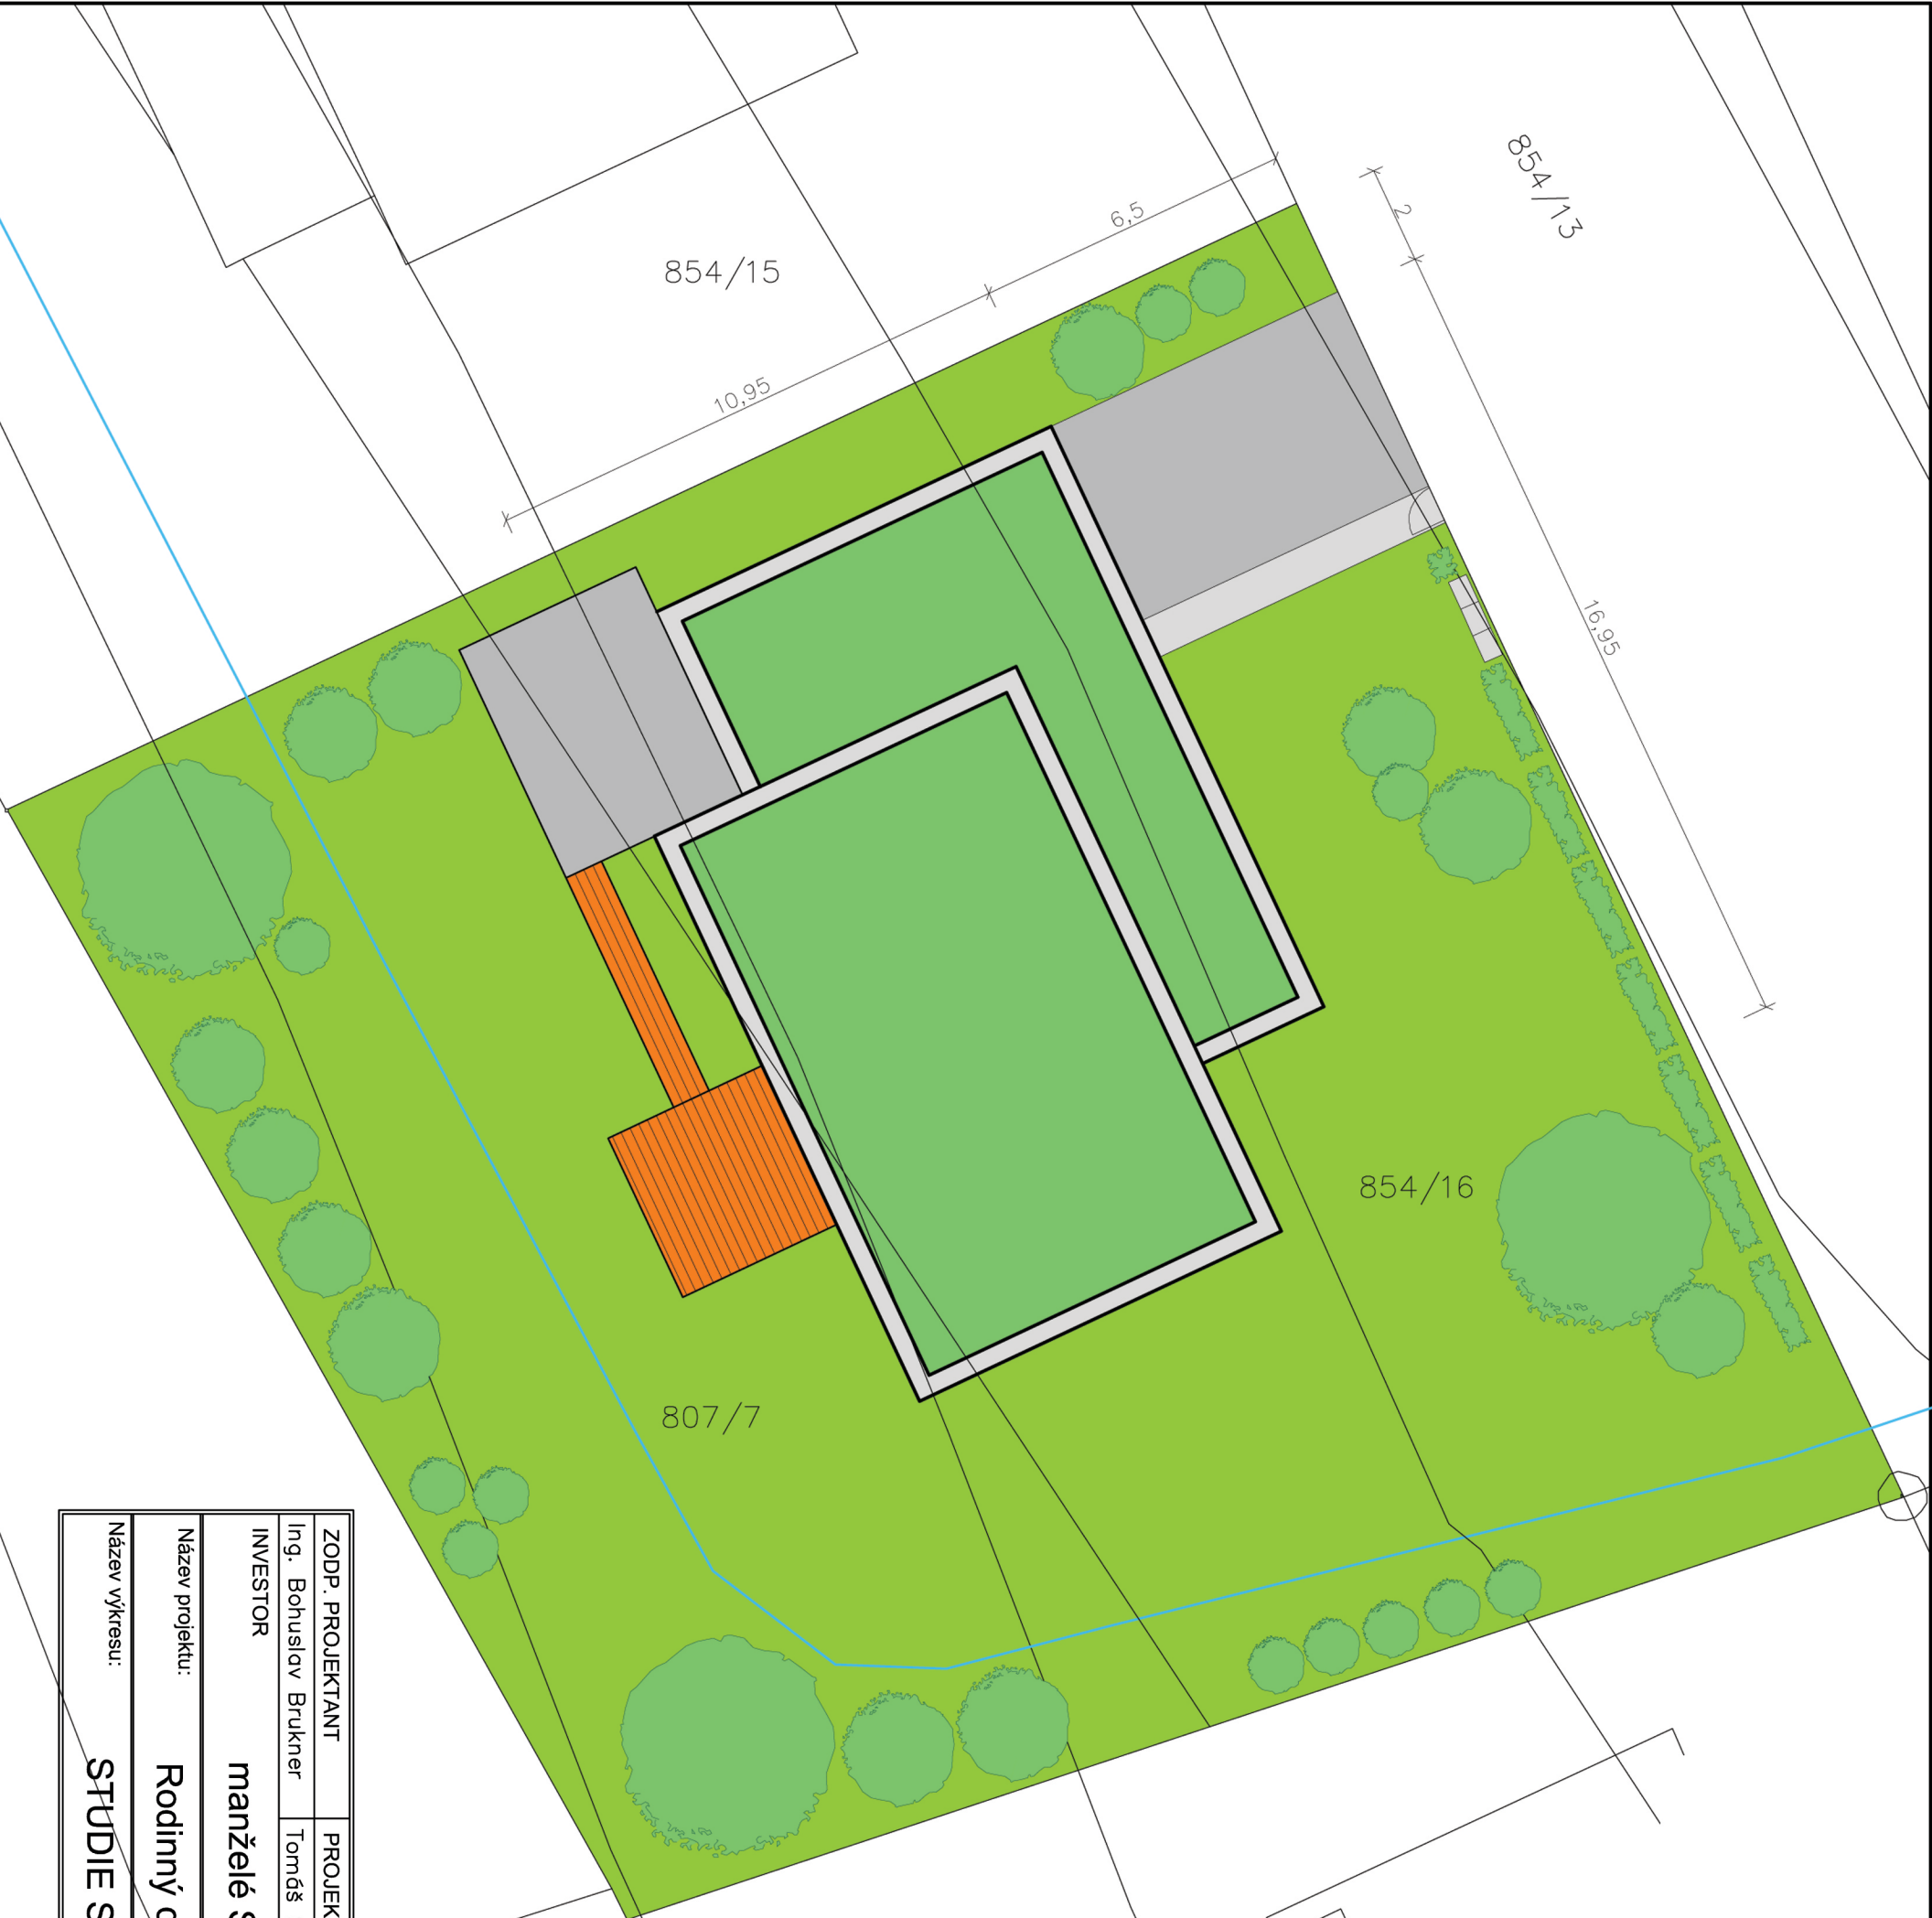 854/13
2
6,5
854/15
10,95
16,95
854/16
807/7
ZODP. PROJEKTANT
PROJEK
Ing. Bohuslav Brukner
Tomáš
INVESTOR
manželé S
Název projektu:
Rodinný
Název výkresu:
STUDIE S